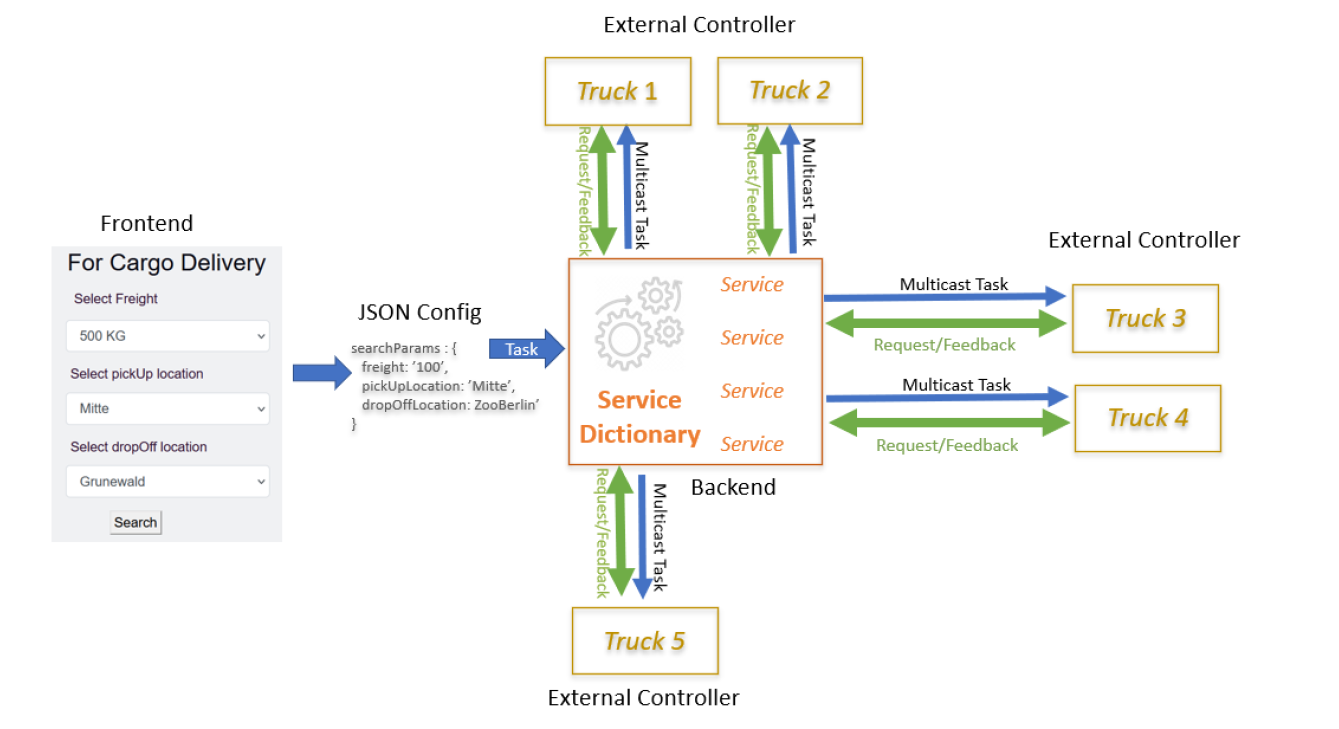 External Controller
Truck 1
Truck 2
Request/Feedback
Multicast Task
Request/Feedback
Multicast Task
Frontend
For Cargo Delivery
Select Freight
500 KG
Select pickUp location
Mitte
Select dropOff location
Grunewald
Search
JSON Config
searchParams : {
freight: ’100’,
pickUpLocation: ’Mitte’,
dropOffLocation: ZooBerlin’
}
Task
Service
Dictionary
Service
Service
Service
Service
Backend
External Controller
Multicast Task
Truck 3
Request/Feedback
Multicast Task
Truck 4
Request/Feedback
Request/Feedback
Multicast Task
Truck 5
External Controller